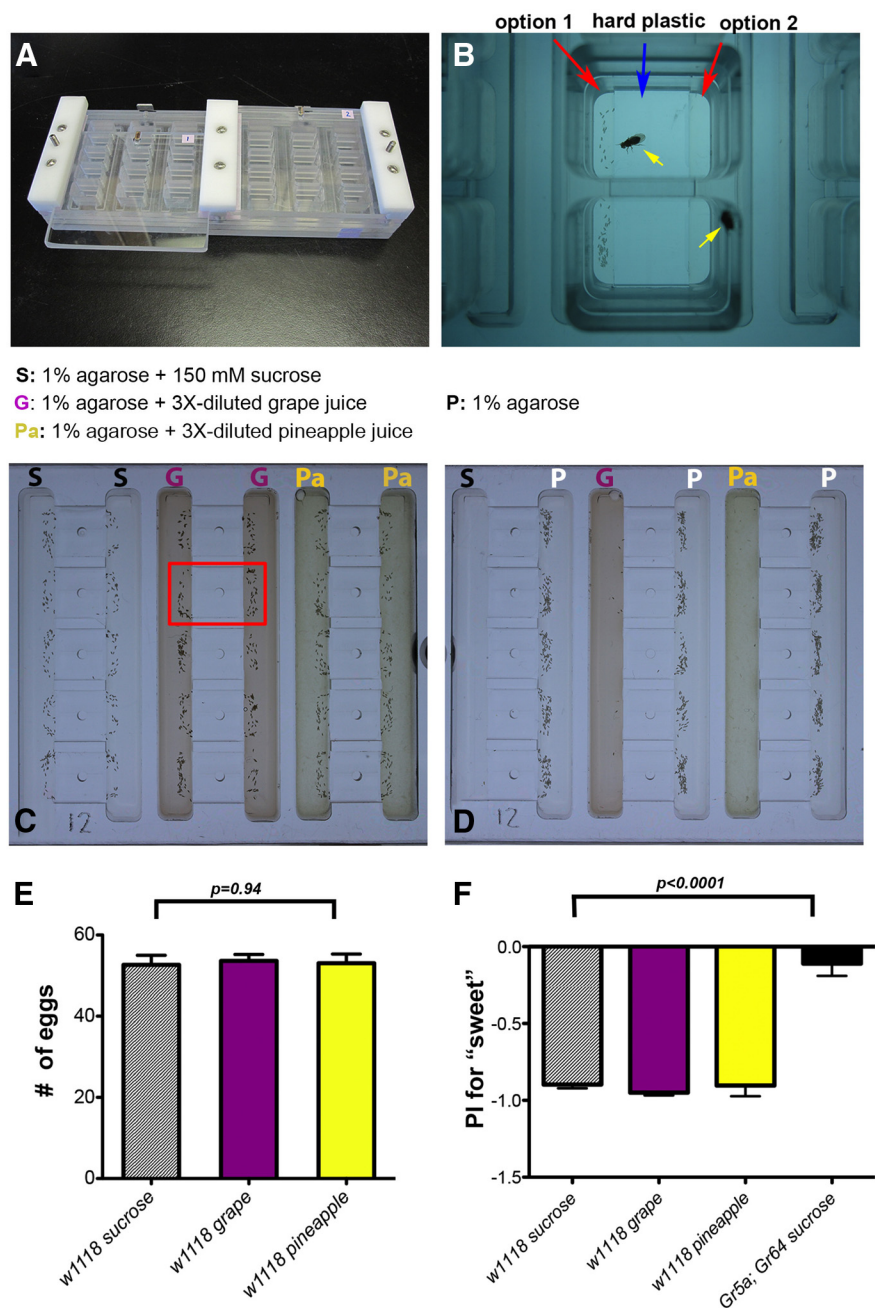 option 1 hard plastic option 2
A
B
1
2
S: 1% agarose + 150 mM sucrose
G: 1% agarose + 3X-diluted grape juice
Pa: 1% agarose + 3X-diluted pineapple juice
P: 1% agarose
S S G G Pa Pa
S P G P Pa P
12
C
D
12
E
p=0.94
# of eggs
60
40
20
0
w1118 sucrose
w1118 grape
w1118 pineapple
F
p<0.0001
PI for “sweet”
0.0
-0.5
-1.0
-1.5
w1118 sucrose
w1118 grape
w1118 pineapple
Gr5a; Gr64 sucrose